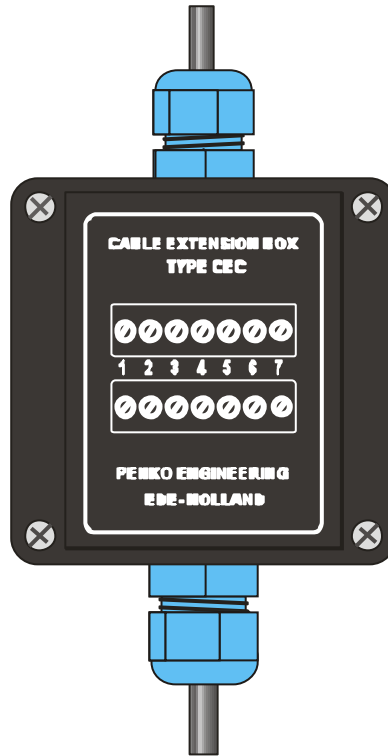 CABLE EXTENSION BOX
TYPE CEC
1 2 3 4 5 6 7
PENKO ENGINEERING
EDE-HOLLAND